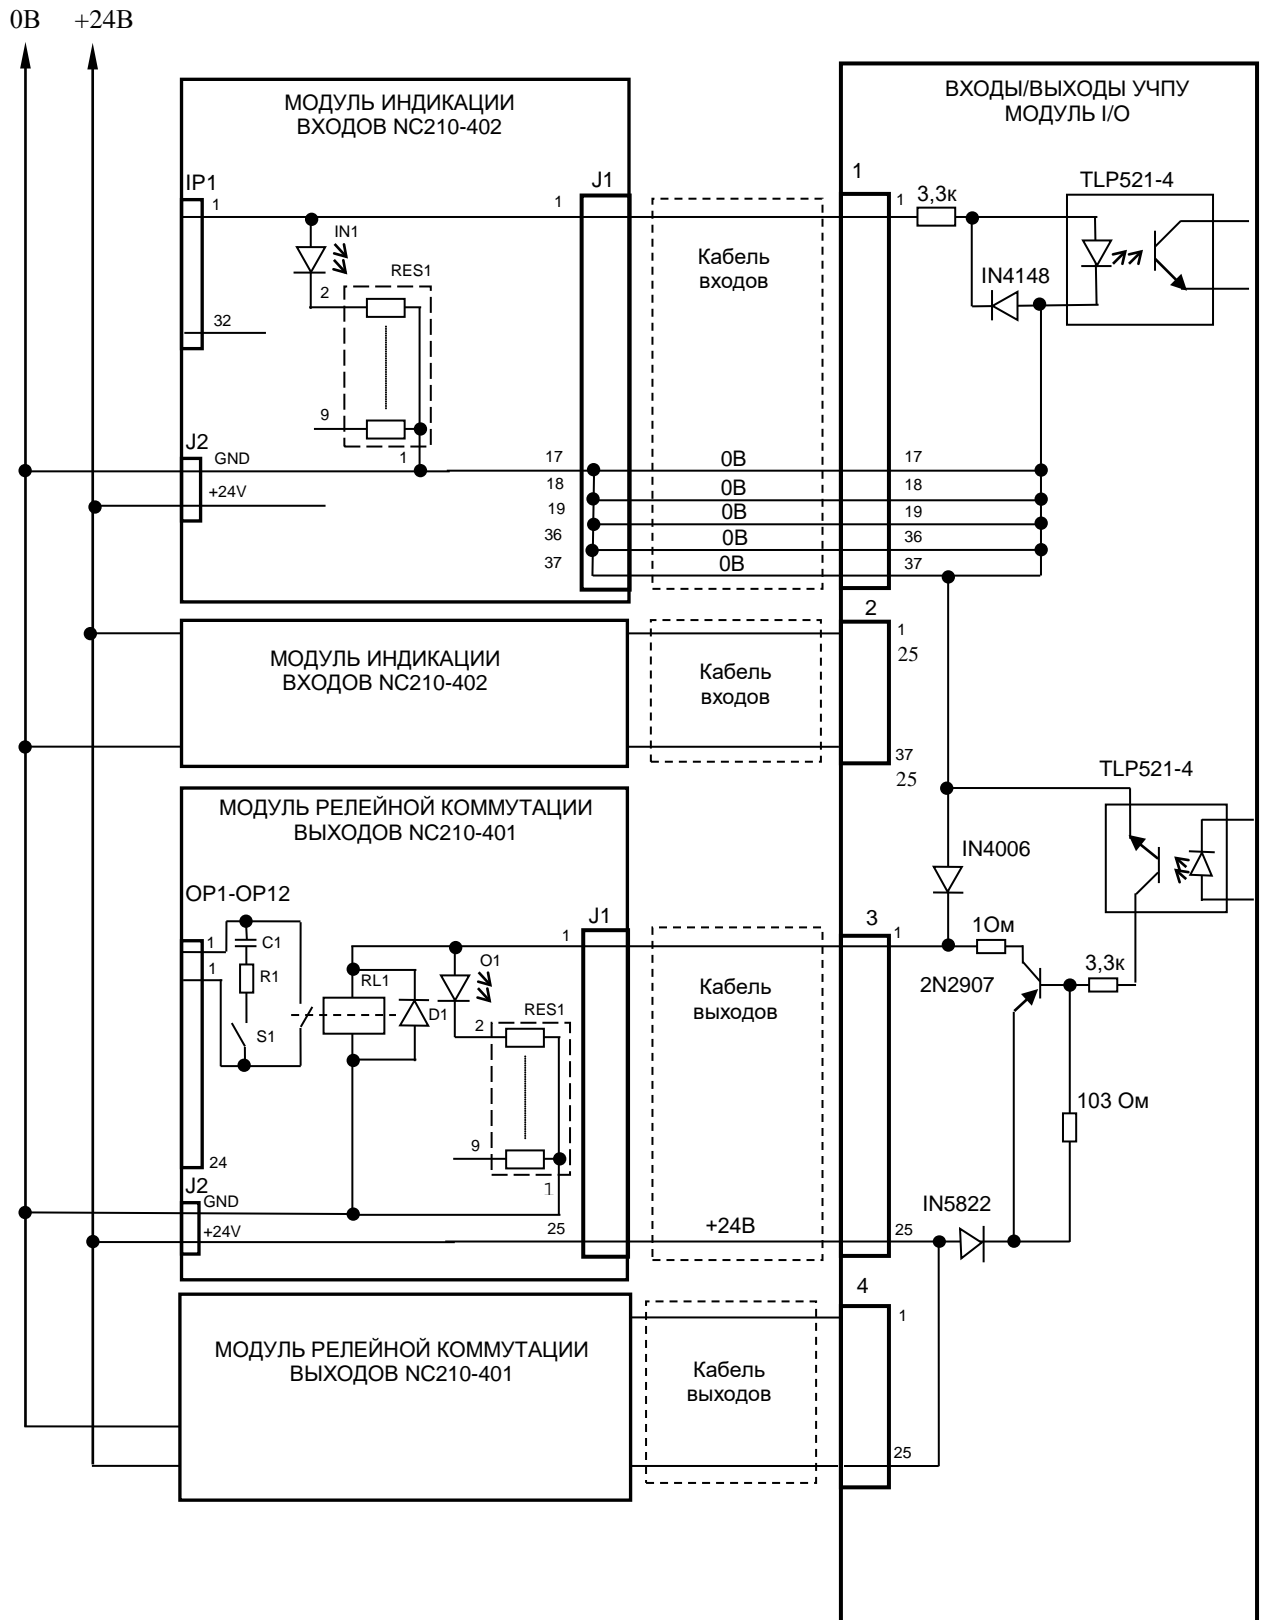 0В +24В
МОДУЛЬ ИНДИКАЦИИ
ВХОДОВ NC210-402
ВХОДЫ/ВЫХОДЫ УЧПУ
МОДУЛЬ I/O
IP1
1
J1
1
1
1
3,3к
TLP521-4
IN1
RES1
2
32
9
1
Кабель
входов
IN4148
J2
GND
+24V
17
0В
17
18
0В
18
19
0В
19
36
0В
36
37
0В
37
2
1
25
МОДУЛЬ ИНДИКАЦИИ
ВХОДОВ NC210-402
Кабель
входов
37
25
TLP521-4
МОДУЛЬ РЕЛЕЙНОЙ КОММУТАЦИИ
ВЫХОДОВ NC210-401
IN4006
OP1-OP12
J1
3
1
C1
1
R1
S1
RL1
D1
O1
1
1
1Ом
3,3к
2N2907
2
RES1
Кабель
выходов
103 Ом
9
1
24
J2
GND
+24V
25
+24В
25
IN5822
4
1
МОДУЛЬ РЕЛЕЙНОЙ КОММУТАЦИИ
ВЫХОДОВ NC210-401
Кабель
выходов
25